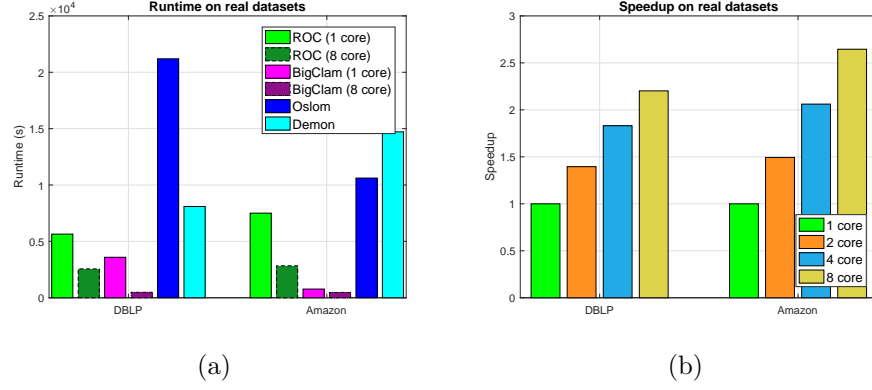 Runtime on real datasets
×10⁴
2.5
2
1.5
1
0.5
0
Runtime (s)
DBLP
Amazon
ROC (1 core)
ROC (8 core)
BigClam (1 core)
BigClam (8 core)
Oslom
Demon
(a)
Speedup on real datasets
3
2.5
2
1.5
1
0.5
0
Speedup
DBLP
Amazon
1 core
2 core
4 core
8 core
(b)